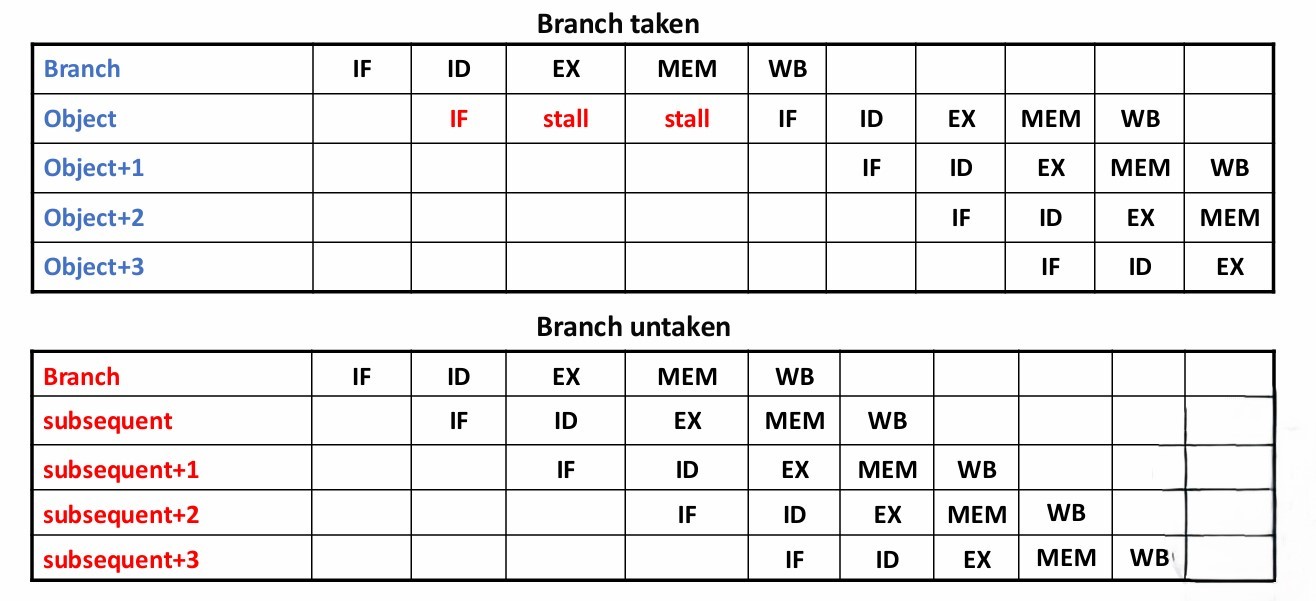 Branch taken
Branch IF ID EX MEM WB
Object IF stall stall IF ID EX MEM WB
Object+1 IF ID EX MEM WB
Object+2 IF ID EX MEM
Object+3 IF ID EX
Branch untaken
Branch IF ID EX MEM WB
subsequent IF ID EX MEM WB
subsequent+1 IF ID EX MEM WB
subsequent+2 IF ID EX MEM WB
subsequent+3 IF ID EX MEM WB